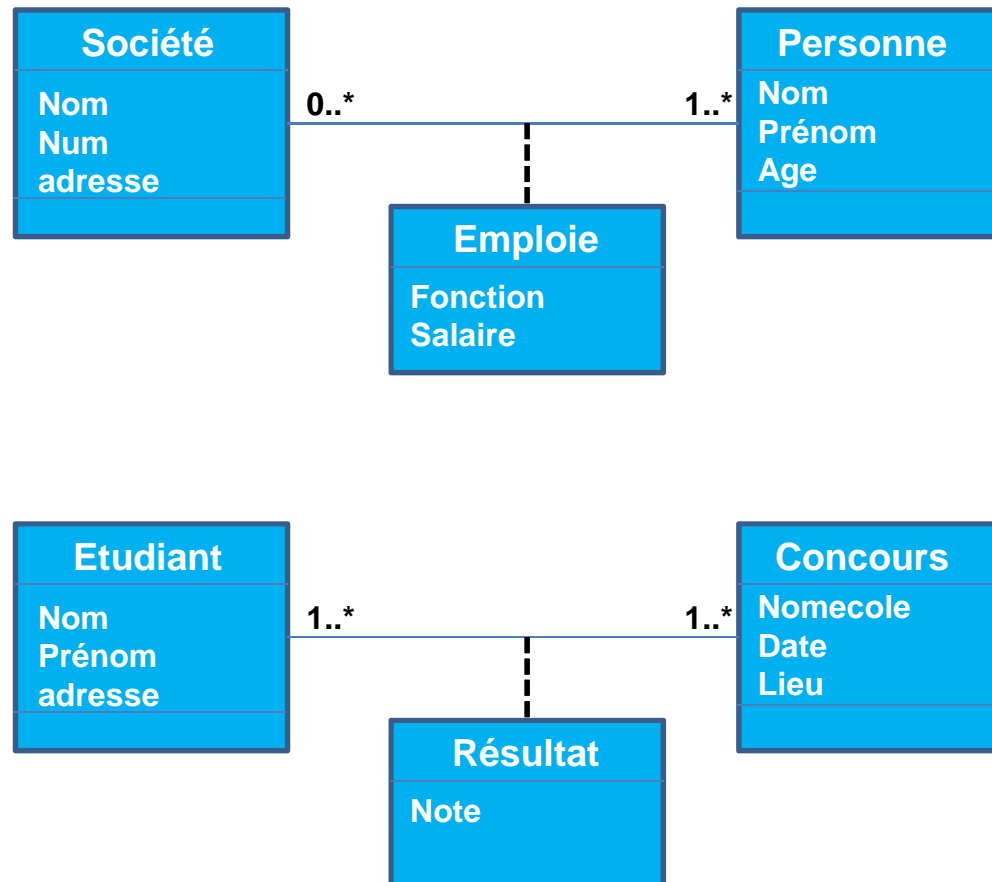 Société
Nom
Num
adresse
0..*
1..*
Personne
Nom
Prénom
Age
Emploie
Fonction
Salaire
Etudiant
Nom
Prénom
adresse
1..*
1..*
Concours
Nomecole
Date
Lieu
Résultat
Note